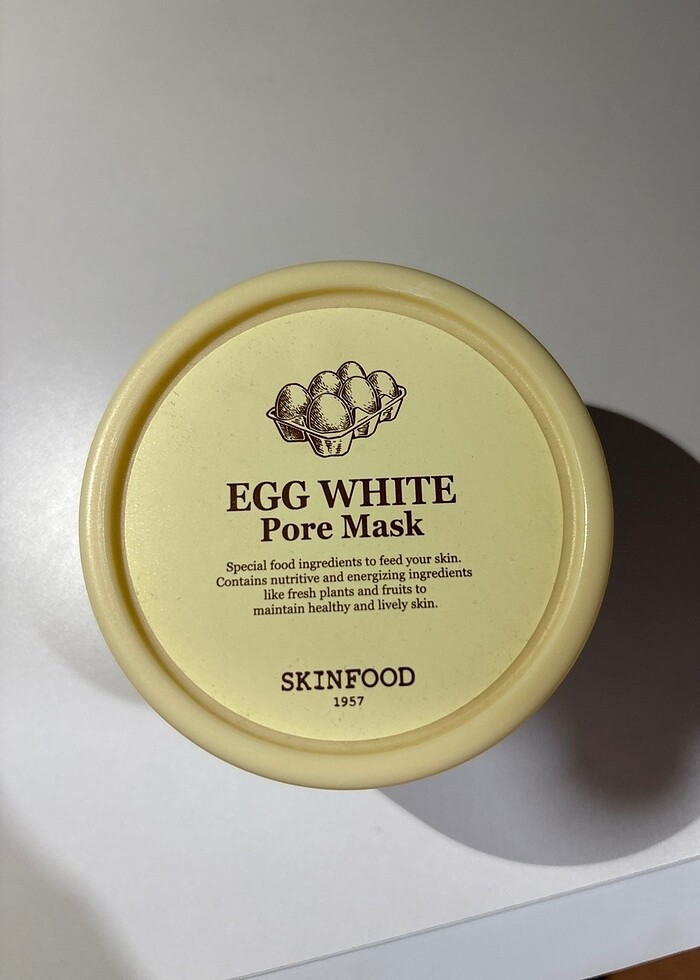 EGG WHITE
Pore Mask
Special food ingredients to feed your skin.
Contains nutritive and energizing ingredients
like fresh plants and fruits to
maintain healthy and lively skin.
SKINFOOD
1957